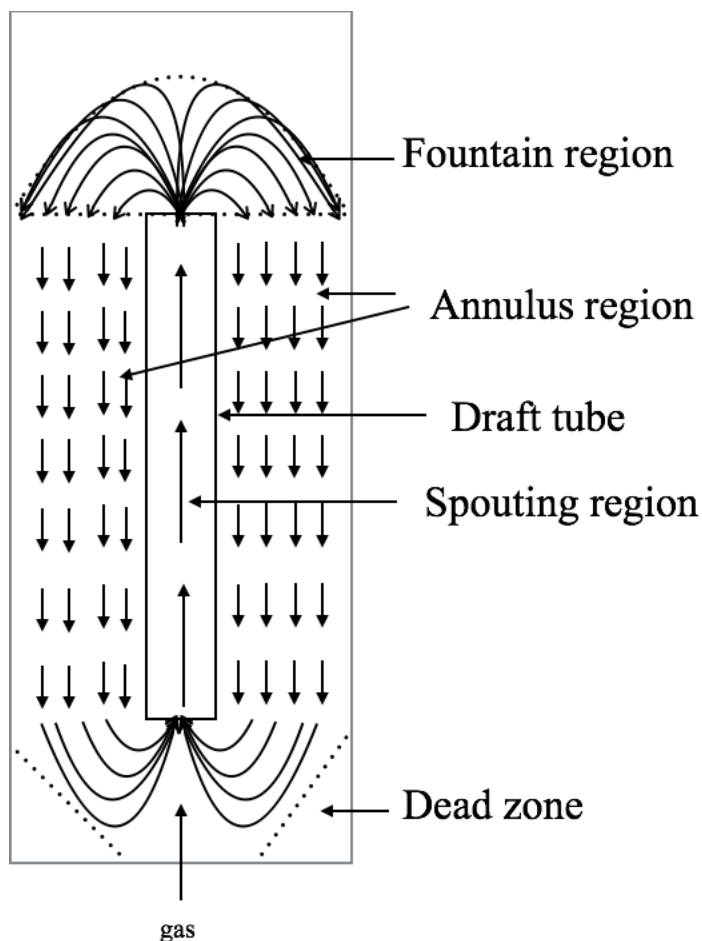 Fountain region
Annulus region
Draft tube
Spouting region
Dead zone
gas